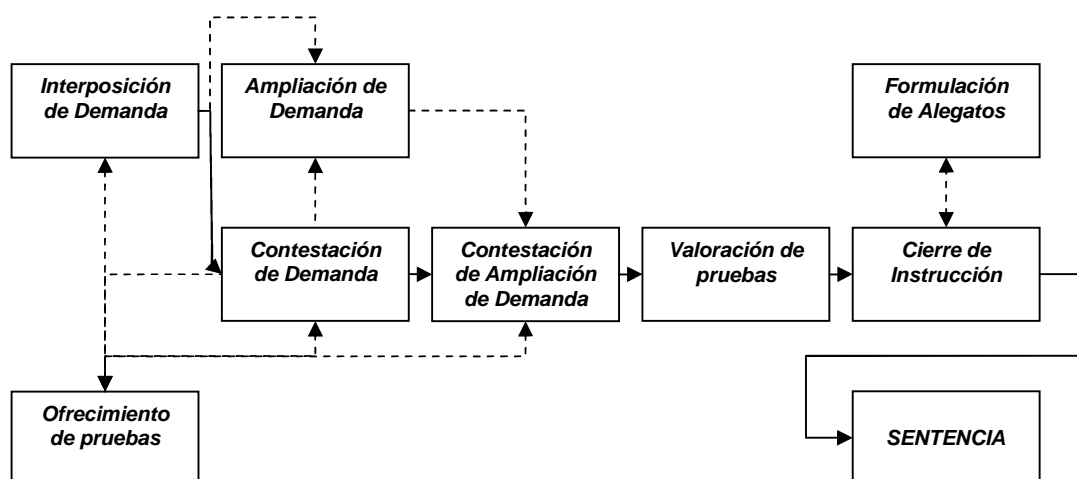 Interposición
de Demanda
Ampliación de
Demanda
Formulación
de Alegatos
Contestación
de Demanda
Contestación
de Ampliación
de Demanda
Valoración de
pruebas
Cierre de
Instrucción
Ofrecimiento
de pruebas
SENTENCIA